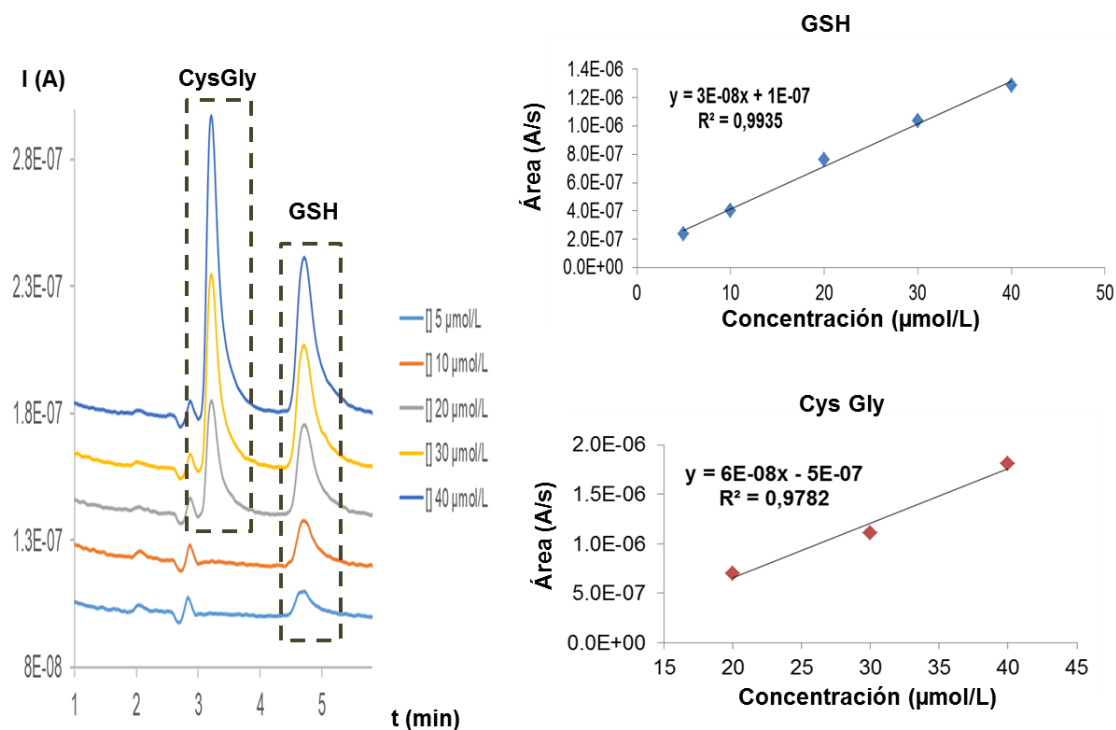 I (A)
CysGly
GSH
2.8E-07
2.3E-07
1.8E-07
1.3E-07
8E-08
1 2 3 4 5
t (min)
[] 5 µmol/L
[] 10 µmol/L
[] 20 µmol/L
[] 30 µmol/L
[] 40 µmol/L
GSH
Área (A/s)
1.4E-06
1.2E-06
1.0E-06
8.0E-07
6.0E-07
4.0E-07
2.0E-07
0.0E+00
y = 3E-08x + 1E-07
R² = 0,9935
0 10 20 30 40 50
Concentración (µmol/L)
Cys Gly
Área (A/s)
2.0E-06
1.5E-06
1.0E-06
5.0E-07
0.0E+00
y = 6E-08x - 5E-07
R² = 0,9782
15 20 25 30 35 40 45
Concentración (µmol/L)